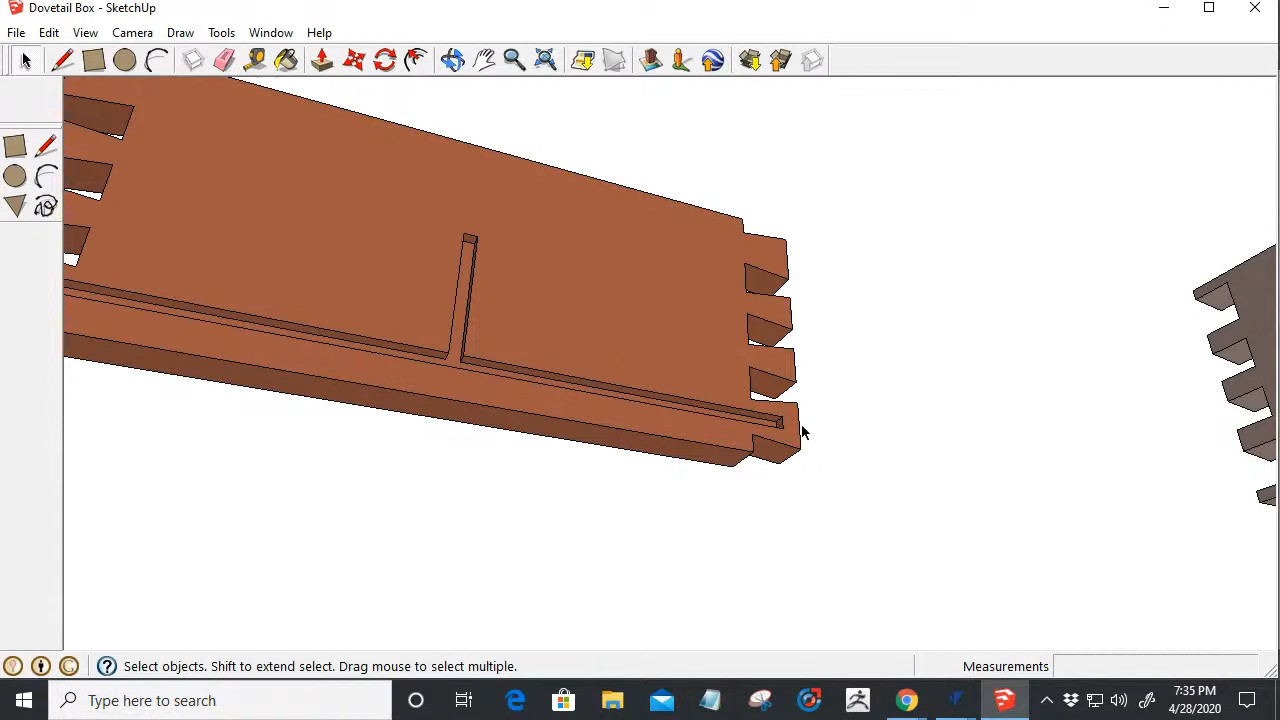 Dovetail Box - SketchUp
File Edit View Camera Draw Tools Window Help
Select objects. Shift to extend select. Drag mouse to select multiple.
Measurements
Type here to search
7:35 PM
4/28/2020